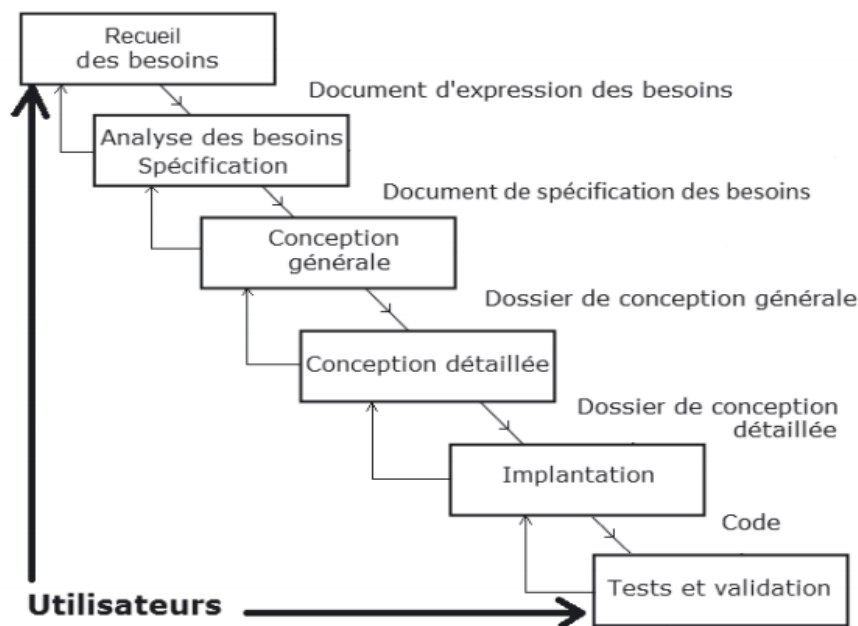 Recueil
des besoins
Document d'expression des besoins
Analyse des besoins
Spécification
Document de spécification des besoins
Conception
générale
Dossier de conception générale
Conception détaillée
Dossier de conception
détaillée
Implantation
Code
Tests et validation
Utilisateurs